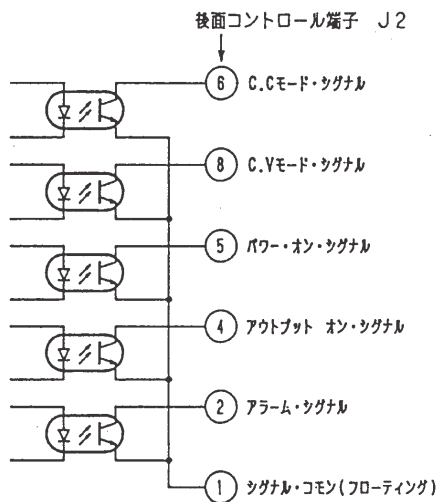 後面コントロール端子 J2
6 C.Cモード・シグナル
8 C.Vモード・シグナル
5 パワー・オン・シグナル
4 アウトプット オン・シグナル
2 アラーム・シグナル
1 シグナル・コモン(フローティング)